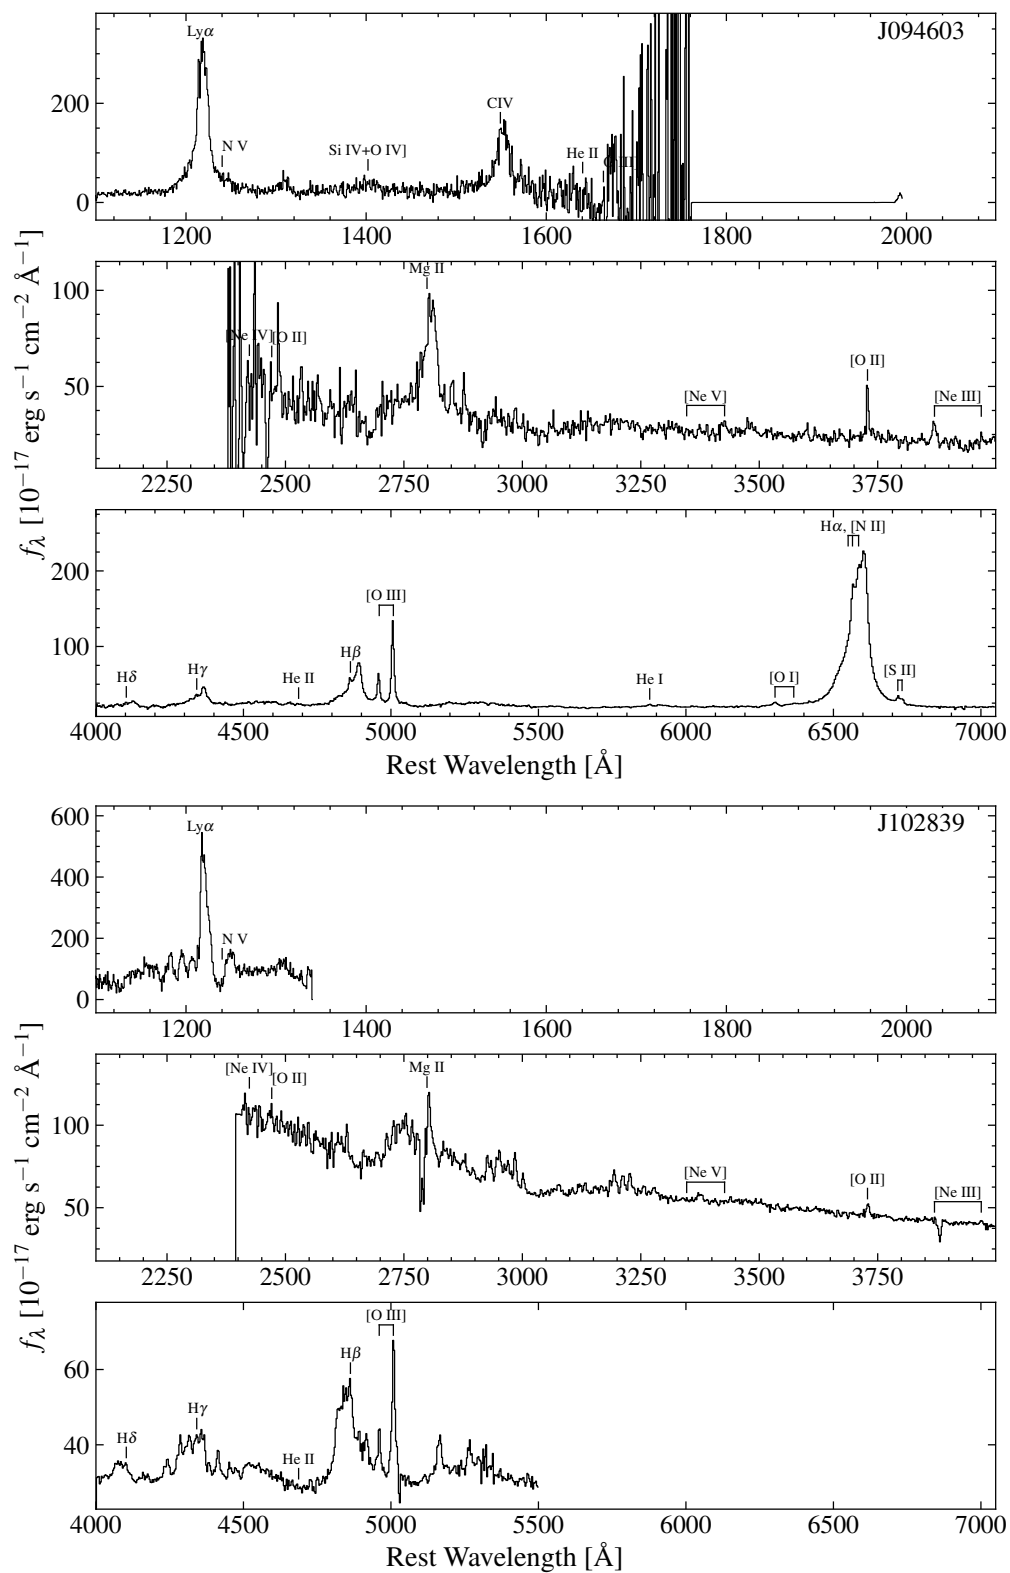 J094603
Lyα
N V
Si IV+O IV]
CIV
He II
200
0
1200 1400 1600 1800 2000
Mg II
[Ne IV] [O II]
[Ne V]
[O II]
[Ne III]
100
50
2250 2500 2750 3000 3250 3500 3750
fλ [10−17 erg s−1 cm−2 Å−1]
Hα, [N II]
[O III]
Hβ
Hδ
Hγ
He II
He I
[O I]
[S II]
200
100
4000 4500 5000 5500 6000 6500 7000
Rest Wavelength [Å]
J102839
Lyα
N V
600
400
200
0
1200 1400 1600 1800 2000
[Ne IV] [O II]
Mg II
[Ne V]
[O II]
[Ne III]
100
50
2250 2500 2750 3000 3250 3500 3750
fλ [10−17 erg s−1 cm−2 Å−1]
[O III]
Hβ
Hγ
Hδ
He II
60
40
4000 4500 5000 5500 6000 6500 7000
Rest Wavelength [Å]